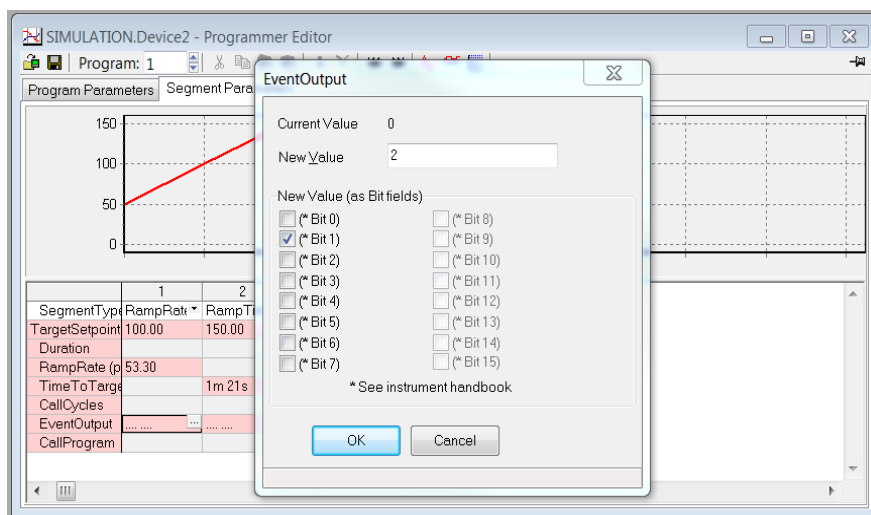 SIMULATION.Device2 - Programmer Editor
Program: 1
Program Parameters
Segment Para
150
100
50
0
1 2
SegmentType RampRate RampTi
TargetSetpoint 100.00 150.00
Duration
RampRate (p 53.30
TimeToTarge 1m 21s
CallCycles
EventOutput .... .... ... .... ....
CallProgram
EventOutput
Current Value 0
New Value 2
New Value (as Bit fields)
(* Bit 0) (* Bit 8)
(* Bit 1) (* Bit 9)
(* Bit 2) (* Bit 10)
(* Bit 3) (* Bit 11)
(* Bit 4) (* Bit 12)
(* Bit 5) (* Bit 13)
(* Bit 6) (* Bit 14)
(* Bit 7) (* Bit 15)
* See instrument handbook
OK Cancel